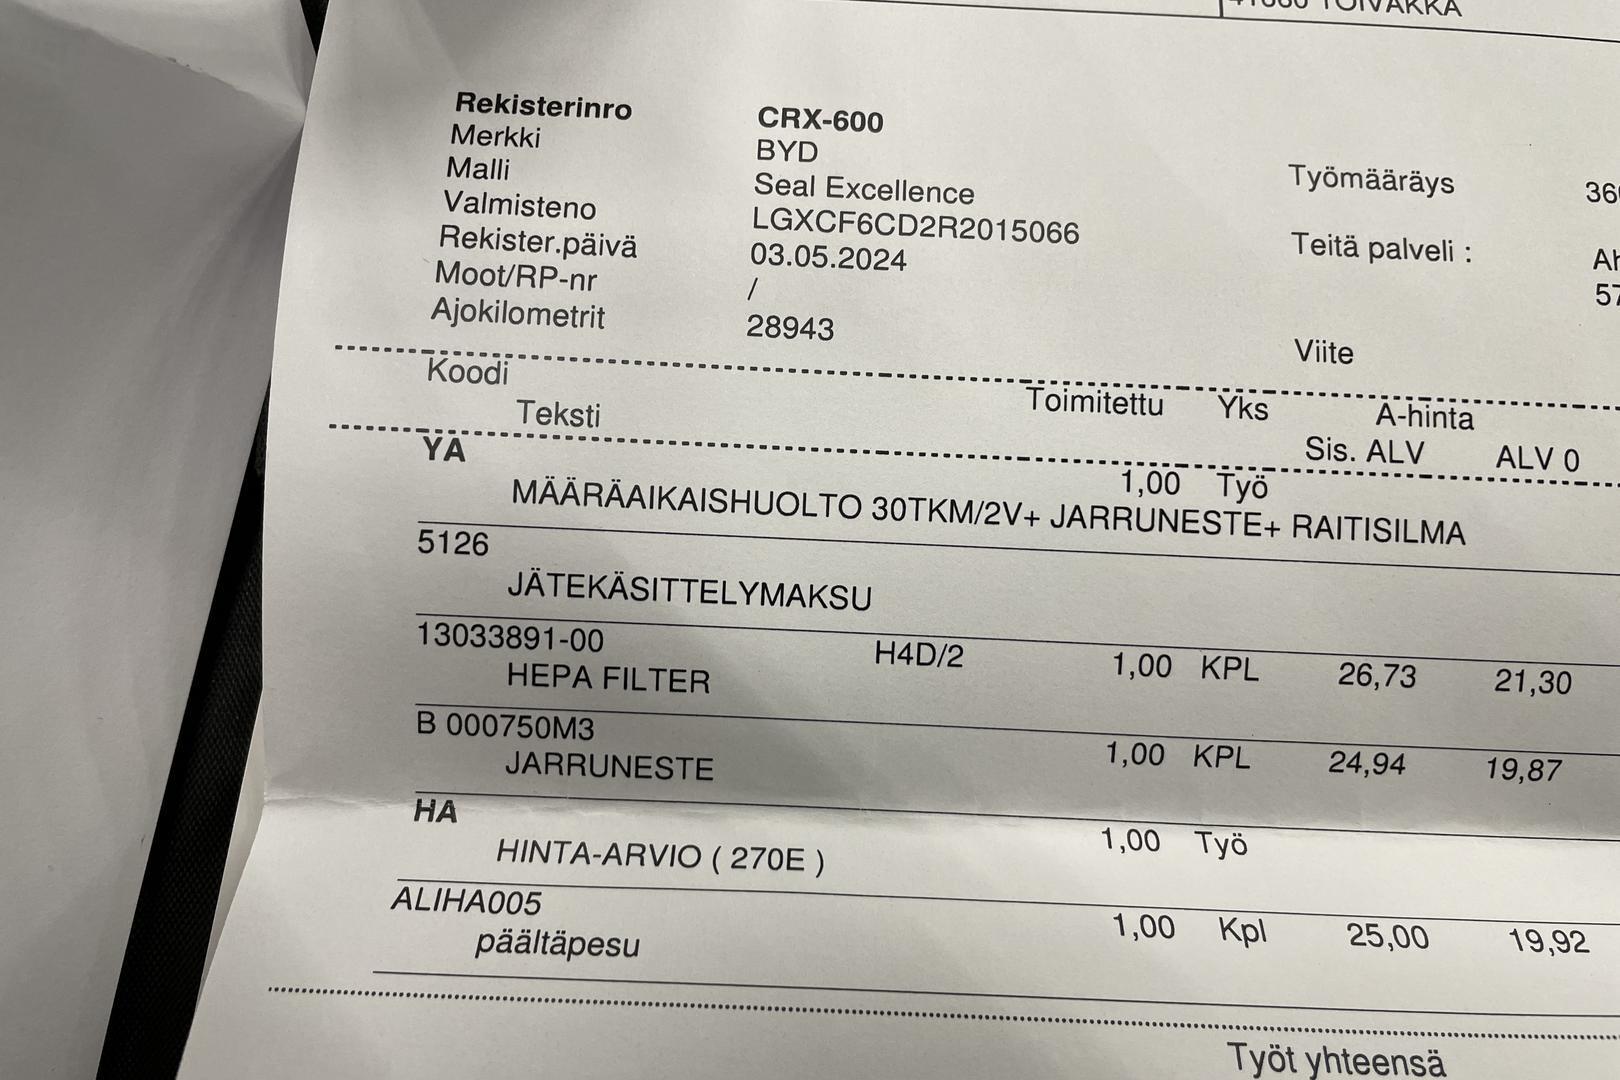 TOIVAKKA
Rekisterinro CRX-600
Merkki BYD
Malli Seal Excellence
Valmisteno LGXCF6CD2R2015066
Rekister.päivä 03.05.2024
Moot/RP-nr /
Ajokilometrit 28943
Työmääräys 36
Teitä palveli :
57
Viite
Koodi Toimitettu Yks A-hinta
Teksti Sis. ALV ALV 0
YA 1,00 Työ
MÄÄRÄAIKAISHUOLTO 30TKM/2V+ JARRUNESTE+ RAITISILMA
5126
JÄTEKÄSITTELYMAKSU
13033891-00 H4D/2 1,00 KPL 26,73 21,30
HEPA FILTER
B 000750M3 1,00 KPL 24,94 19,87
JARRUNESTE
HA 1,00 Työ
HINTA-ARVIO ( 270E )
ALIHA005 1,00 Kpl 25,00 19,92
päältäpesu
Työt yhteensä